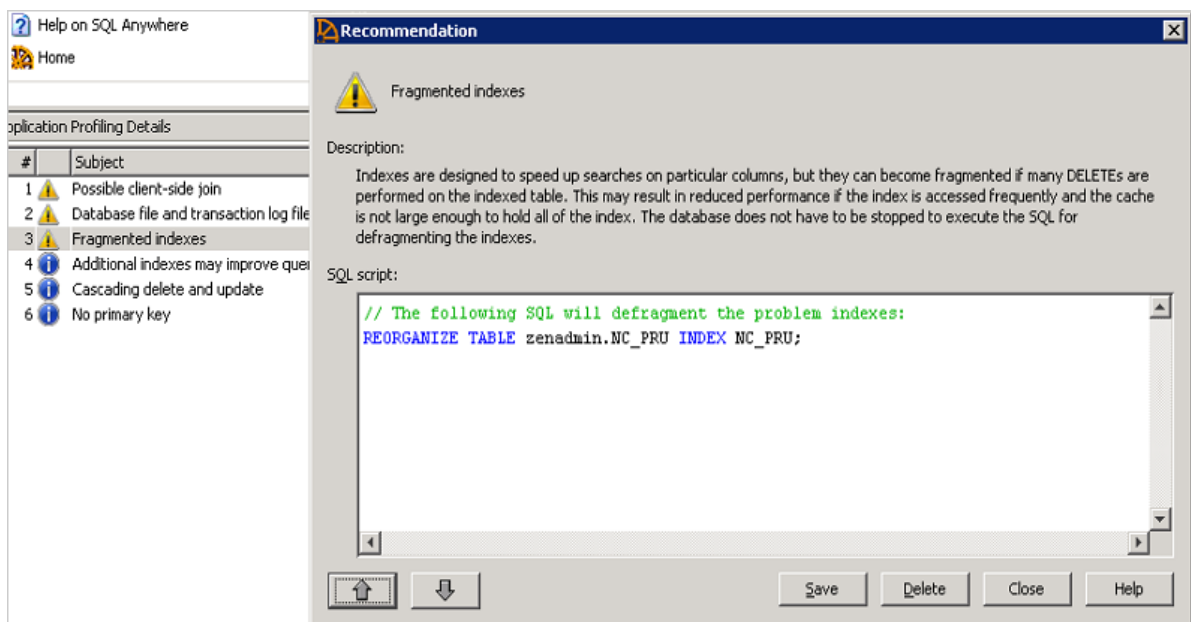 Help on SQL Anywhere
Home
pplication Profiling Details
# Subject
1 Possible client-side join
2 Database file and transaction log file
3 Fragmented indexes
4 Additional indexes may improve quer
5 Cascading delete and update
6 No primary key
Recommendation
Fragmented indexes
Description:
Indexes are designed to speed up searches on particular columns, but they can become fragmented if many DELETEs are
performed on the indexed table. This may result in reduced performance if the index is accessed frequently and the cache
is not large enough to hold all of the index. The database does not have to be stopped to execute the SQL for
defragmenting the indexes.
SQL script:
// The following SQL will defragment the problem indexes:
REORGANIZE TABLE zenadmin.NC_PRU INDEX NC_PRU;
Save Delete Close Help